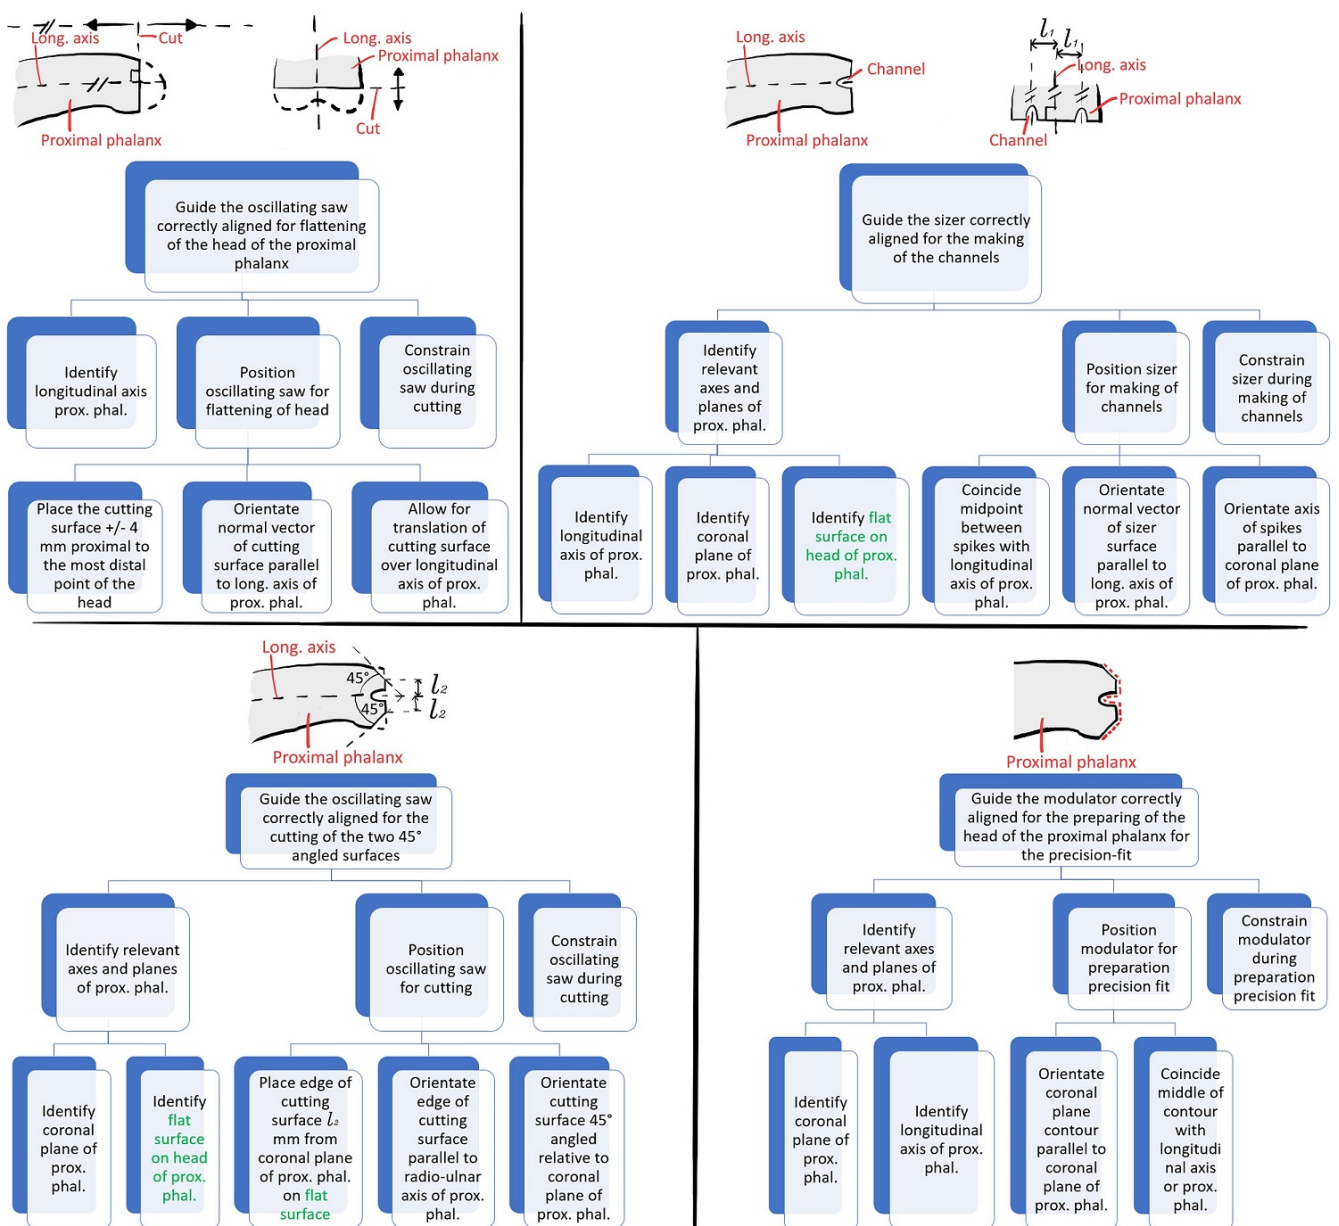 Long. axis
Cut
Proximal phalanx
Long. axis
Proximal phalanx
Cut
Guide the oscillating saw
correctly aligned for flattening
of the head of the proximal
phalanx
Identify
longitudinal axis
prox. phal.
Position
oscillating saw for
flattening of head
Constrain
oscillating
saw during
cutting
Place the cutting
surface +/- 4
mm proximal to
the most distal
point of the
head
Orientate
normal vector
of cutting
surface parallel
to long. axis of
prox. phal.
Allow for
translation of
cutting surface
over longitudinal
axis of prox.
phal.
Long. axis
Channel
Proximal phalanx
l₁ l₁
Long. axis
Proximal phalanx
Channel
Guide the sizer correctly
aligned for the making
of the channels
Identify
relevant
axes and
planes of
prox. phal.
Position sizer
for making of
channels
Constrain
sizer during
making of
channels
Identify
longitudinal
axis of prox.
phal.
Identify
coronal
plane of
prox. phal.
Identify flat
surface on
head of prox.
phal.
Coincide
midpoint
between
spikes with
longitudinal
axis of prox.
phal.
Orientate
normal vector
of sizer
surface
parallel to
long. axis of
prox. phal.
Orientate axis
of spikes
parallel to
coronal plane
of prox. phal.
Long. axis
45°
45°
l₂
l₂
Proximal phalanx
Guide the oscillating saw
correctly aligned for the
cutting of the two 45°
angled surfaces
Identify relevant
axes and planes
of prox. phal.
Position
oscillating saw
for cutting
Constrain
oscillating
saw during
cutting
Identify
coronal
plane of
prox.
phal.
Identify
flat
surface
on head
of prox.
phal.
Place edge of
cutting
surface l₂
mm from
coronal plane
of prox. phal.
on flat
surface
Orientate
edge of
cutting
surface
parallel to
radio-ulnar
axis of prox.
phal.
Orientate
cutting
surface 45°
angled
relative to
coronal
plane of
prox. phal.
Proximal phalanx
Guide the modulator correctly
aligned for the preparing of the
head of the proximal phalanx for
the precision-fit
Identify
relevant axes
and planes of
prox. phal.
Position
modulator for
preparation
precision fit
Constrain
modulator
during
preparation
precision fit
Identify
coronal
plane of
prox.
phal.
Identify
longitudinal
axis of prox.
phal.
Orientate
coronal
plane
contour
parallel to
coronal
plane of
prox. phal.
Coincide
middle of
contour
with
longitudi
nal axis
or prox.
phal.